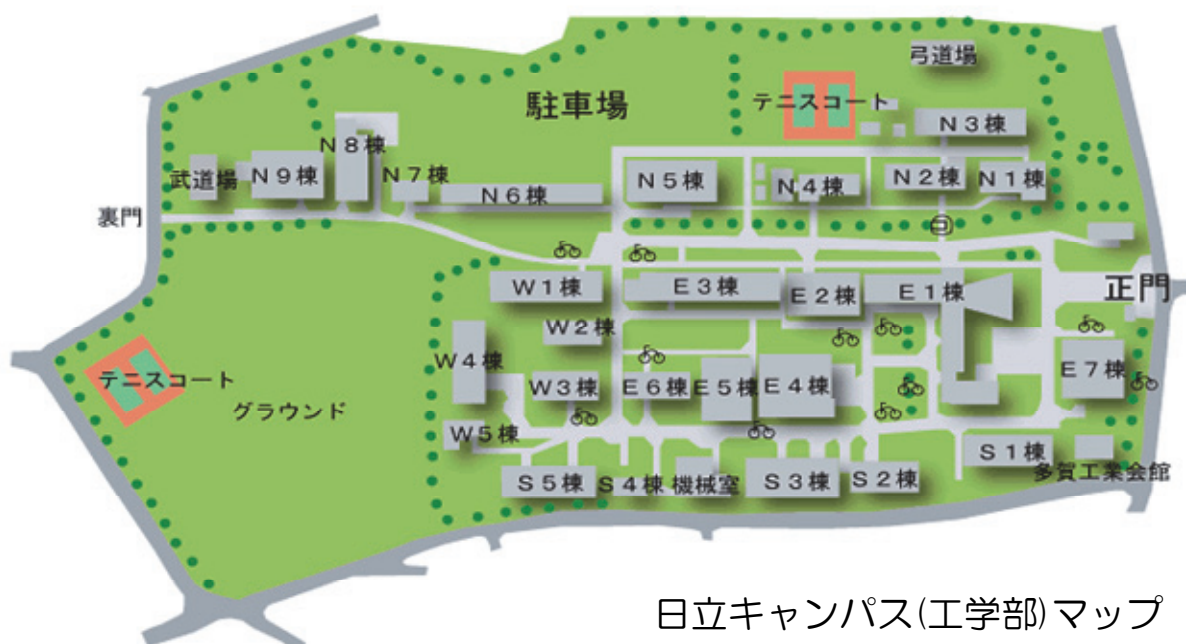 弓道場
テニスコート
駐車場
N3棟
N8棟
武道場
N9棟
N7棟
N6棟
N5棟
N4棟
N2棟
N1棟
裏門
W1棟
E3棟
E2棟
E1棟
正門
W2棟
W4棟
テニスコート
グラウンド
W3棟
E6棟
E5棟
E4棟
E7棟
W5棟
S5棟
S4棟
機械室
S3棟
S2棟
S1棟
多賀工業会館
日立キャンパス(工学部)マップ